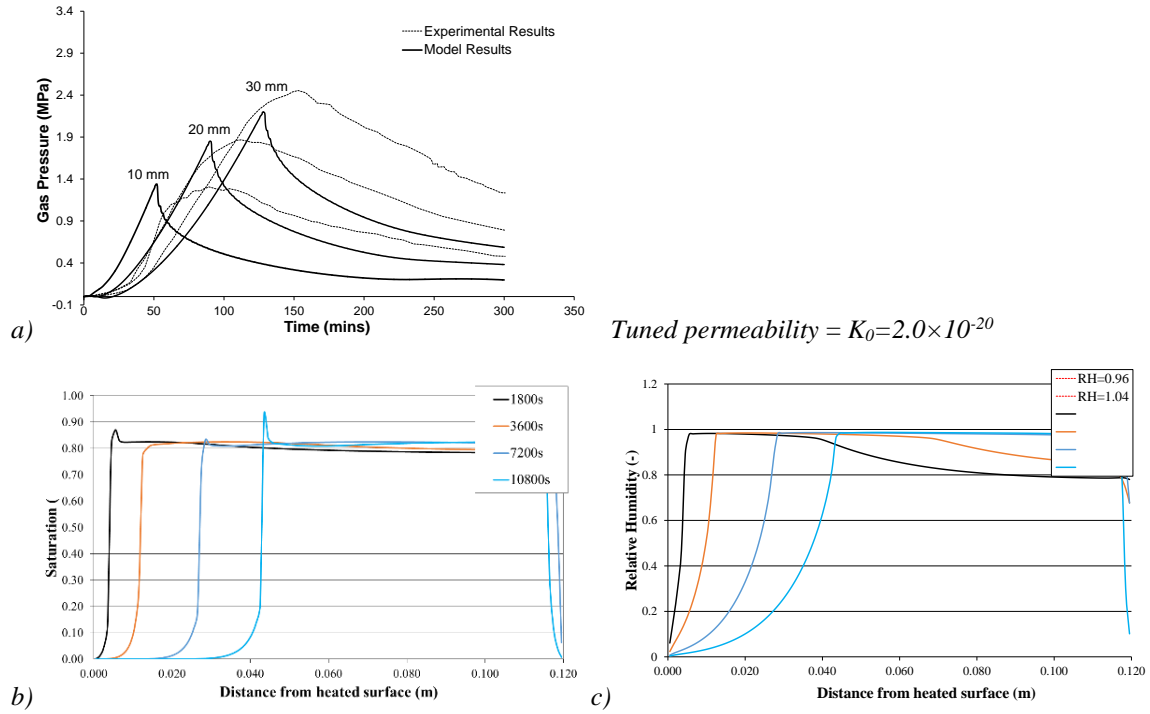 3.4
2.9
2.4
1.9
1.4
0.9
0.4
-0.1
Gas Pressure (MPa)
Experimental Results
Model Results
10 mm
20 mm
30 mm
0 50 100 150 200 250 300 350
Time (mins)
a)
Tuned permeability = K0=2.0×10-20
1.00
0.90
0.80
0.70
0.60
0.50
0.40
0.30
0.20
0.10
0.00
Saturation (
1800s
3600s
7200s
10800s
0.000 0.020 0.040 0.060 0.080 0.100 0.120
Distance from heated surface (m)
b)
1.2
1
0.8
0.6
0.4
0.2
0
Relative Humidity (-)
RH=0.96
RH=1.04
0.000 0.020 0.040 0.060 0.080 0.100 0.120
Distance from heated surface (m)
c)